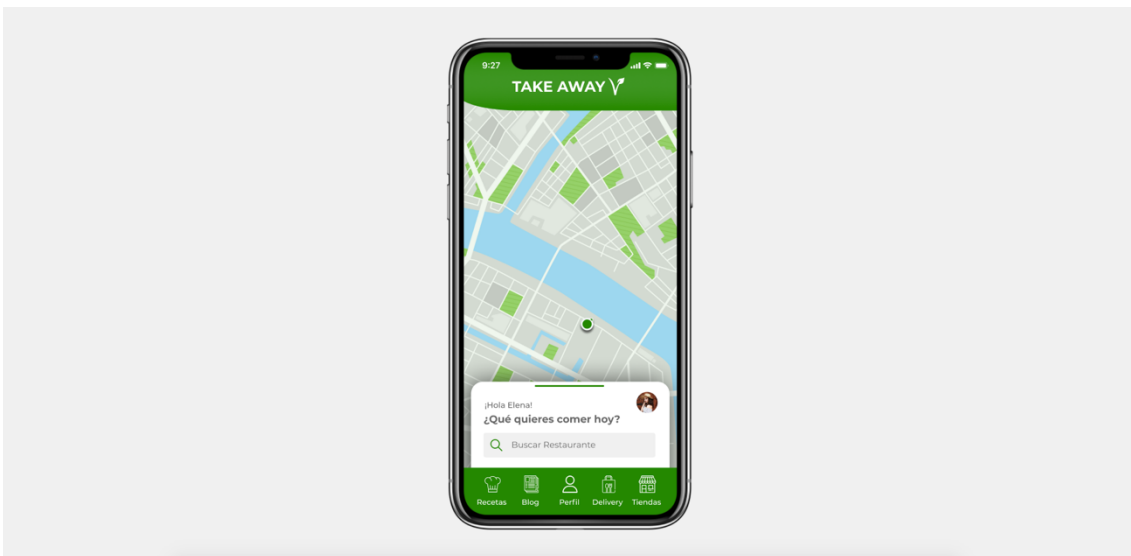 9:27
TAKE AWAY
¡Hola Elena!
¿Qué quieres comer hoy?
Buscar Restaurante
Recetas Blog Perfil Delivery Tiendas